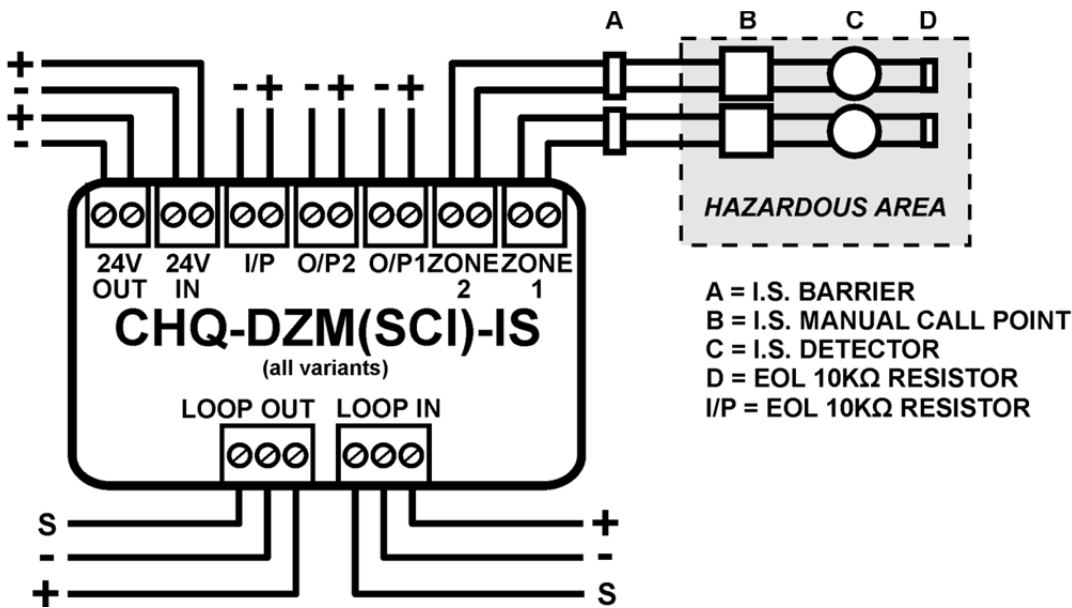 A B C D
+
-
+
-
- + - + - +
HAZARDOUS AREA
24V OUT 24V IN I/P O/P2 O/P1 ZONE 2 ZONE 1
CHQ-DZM(SCI)-IS
(all variants)
LOOP OUT LOOP IN
A = I.S. BARRIER
B = I.S. MANUAL CALL POINT
C = I.S. DETECTOR
D = EOL 10KΩ RESISTOR
I/P = EOL 10KΩ RESISTOR
S +
- -
+ S